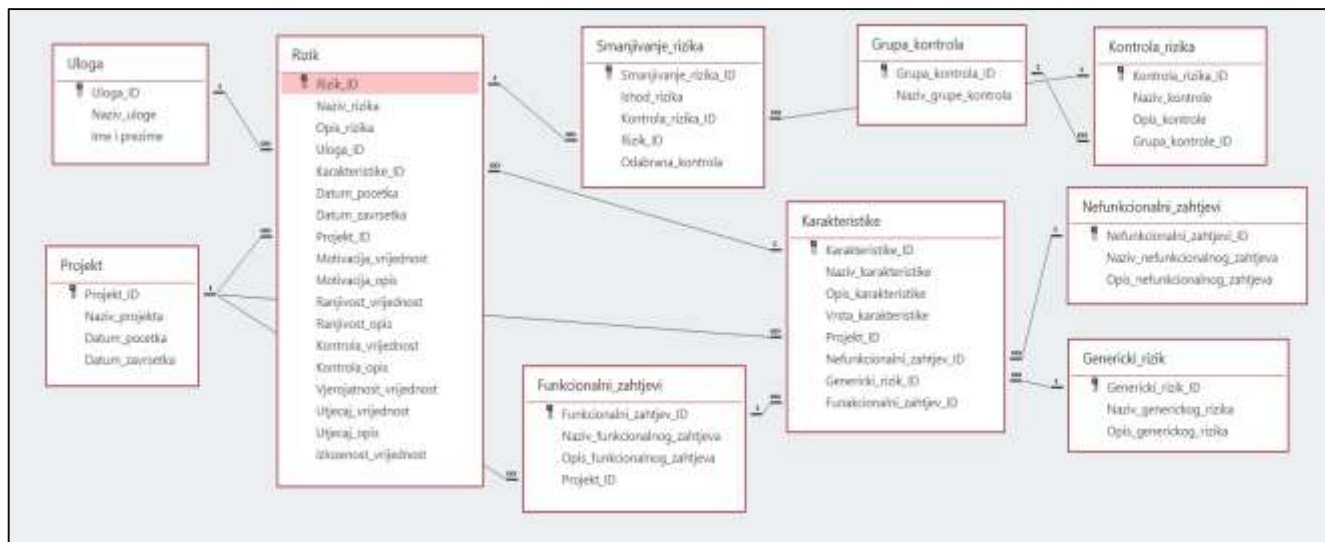 Uloga
Uloga_ID
Naziv_uloge
Ime i prezime
Projekt
Projekt_ID
Naziv_projekta
Datum_pocetka
Datum_zavrsetka
Rizik
Rizik_ID
Naziv_rizika
Opis_rizika
Uloga_ID
Karakteristike_ID
Datum_pocetka
Datum_zavrsetka
Projekt_ID
Motivacija_vrijednost
Motivacija_opis
Ranjivost_vrijednost
Ranjivost_opis
Kontrola_vrijednost
Kontrola_opis
Vjerojatnost_vrijednost
Utjecaj_vrijednost
Utjecaj_opis
Izlozenost_vrijednost
Smanjivanje_rizika
Smanjivanje_rizika_ID
Ishod_rizika
Kontrola_rizika_ID
Rizik_ID
Odabrana_kontrola
Funkcionalni_zahtjevi
Funkcionalni_zahtjev_ID
Naziv_funkcionalnog_zahtjeva
Opis_funkcionalnog_zahtjeva
Projekt_ID
Grupa_kontrola
Grupa_kontrola_ID
Naziv_grupe_kontrola
Karakteristike
Karakteristike_ID
Naziv_karakteristike
Opis_karakteristike
Vrsta_karakteristike
Projekt_ID
Nefunkcionalni_zahtjev_ID
Genericki_rizik_ID
Funakcionalni_zahtjev_ID
Kontrola_rizika
Kontrola_rizika_ID
Naziv_kontrole
Opis_kontrole
Grupa_kontrole_ID
Nefunkcionalni_zahtjevi
Nefunkcionalni_zahtjevi_ID
Naziv_nefunkcionalnog_zahtjeva
Opis_nefunkcionalnog_zahtjeva
Genericki_rizik
Genericki_rizik_ID
Naziv_generickog_rizika
Opis_generickog_rizika